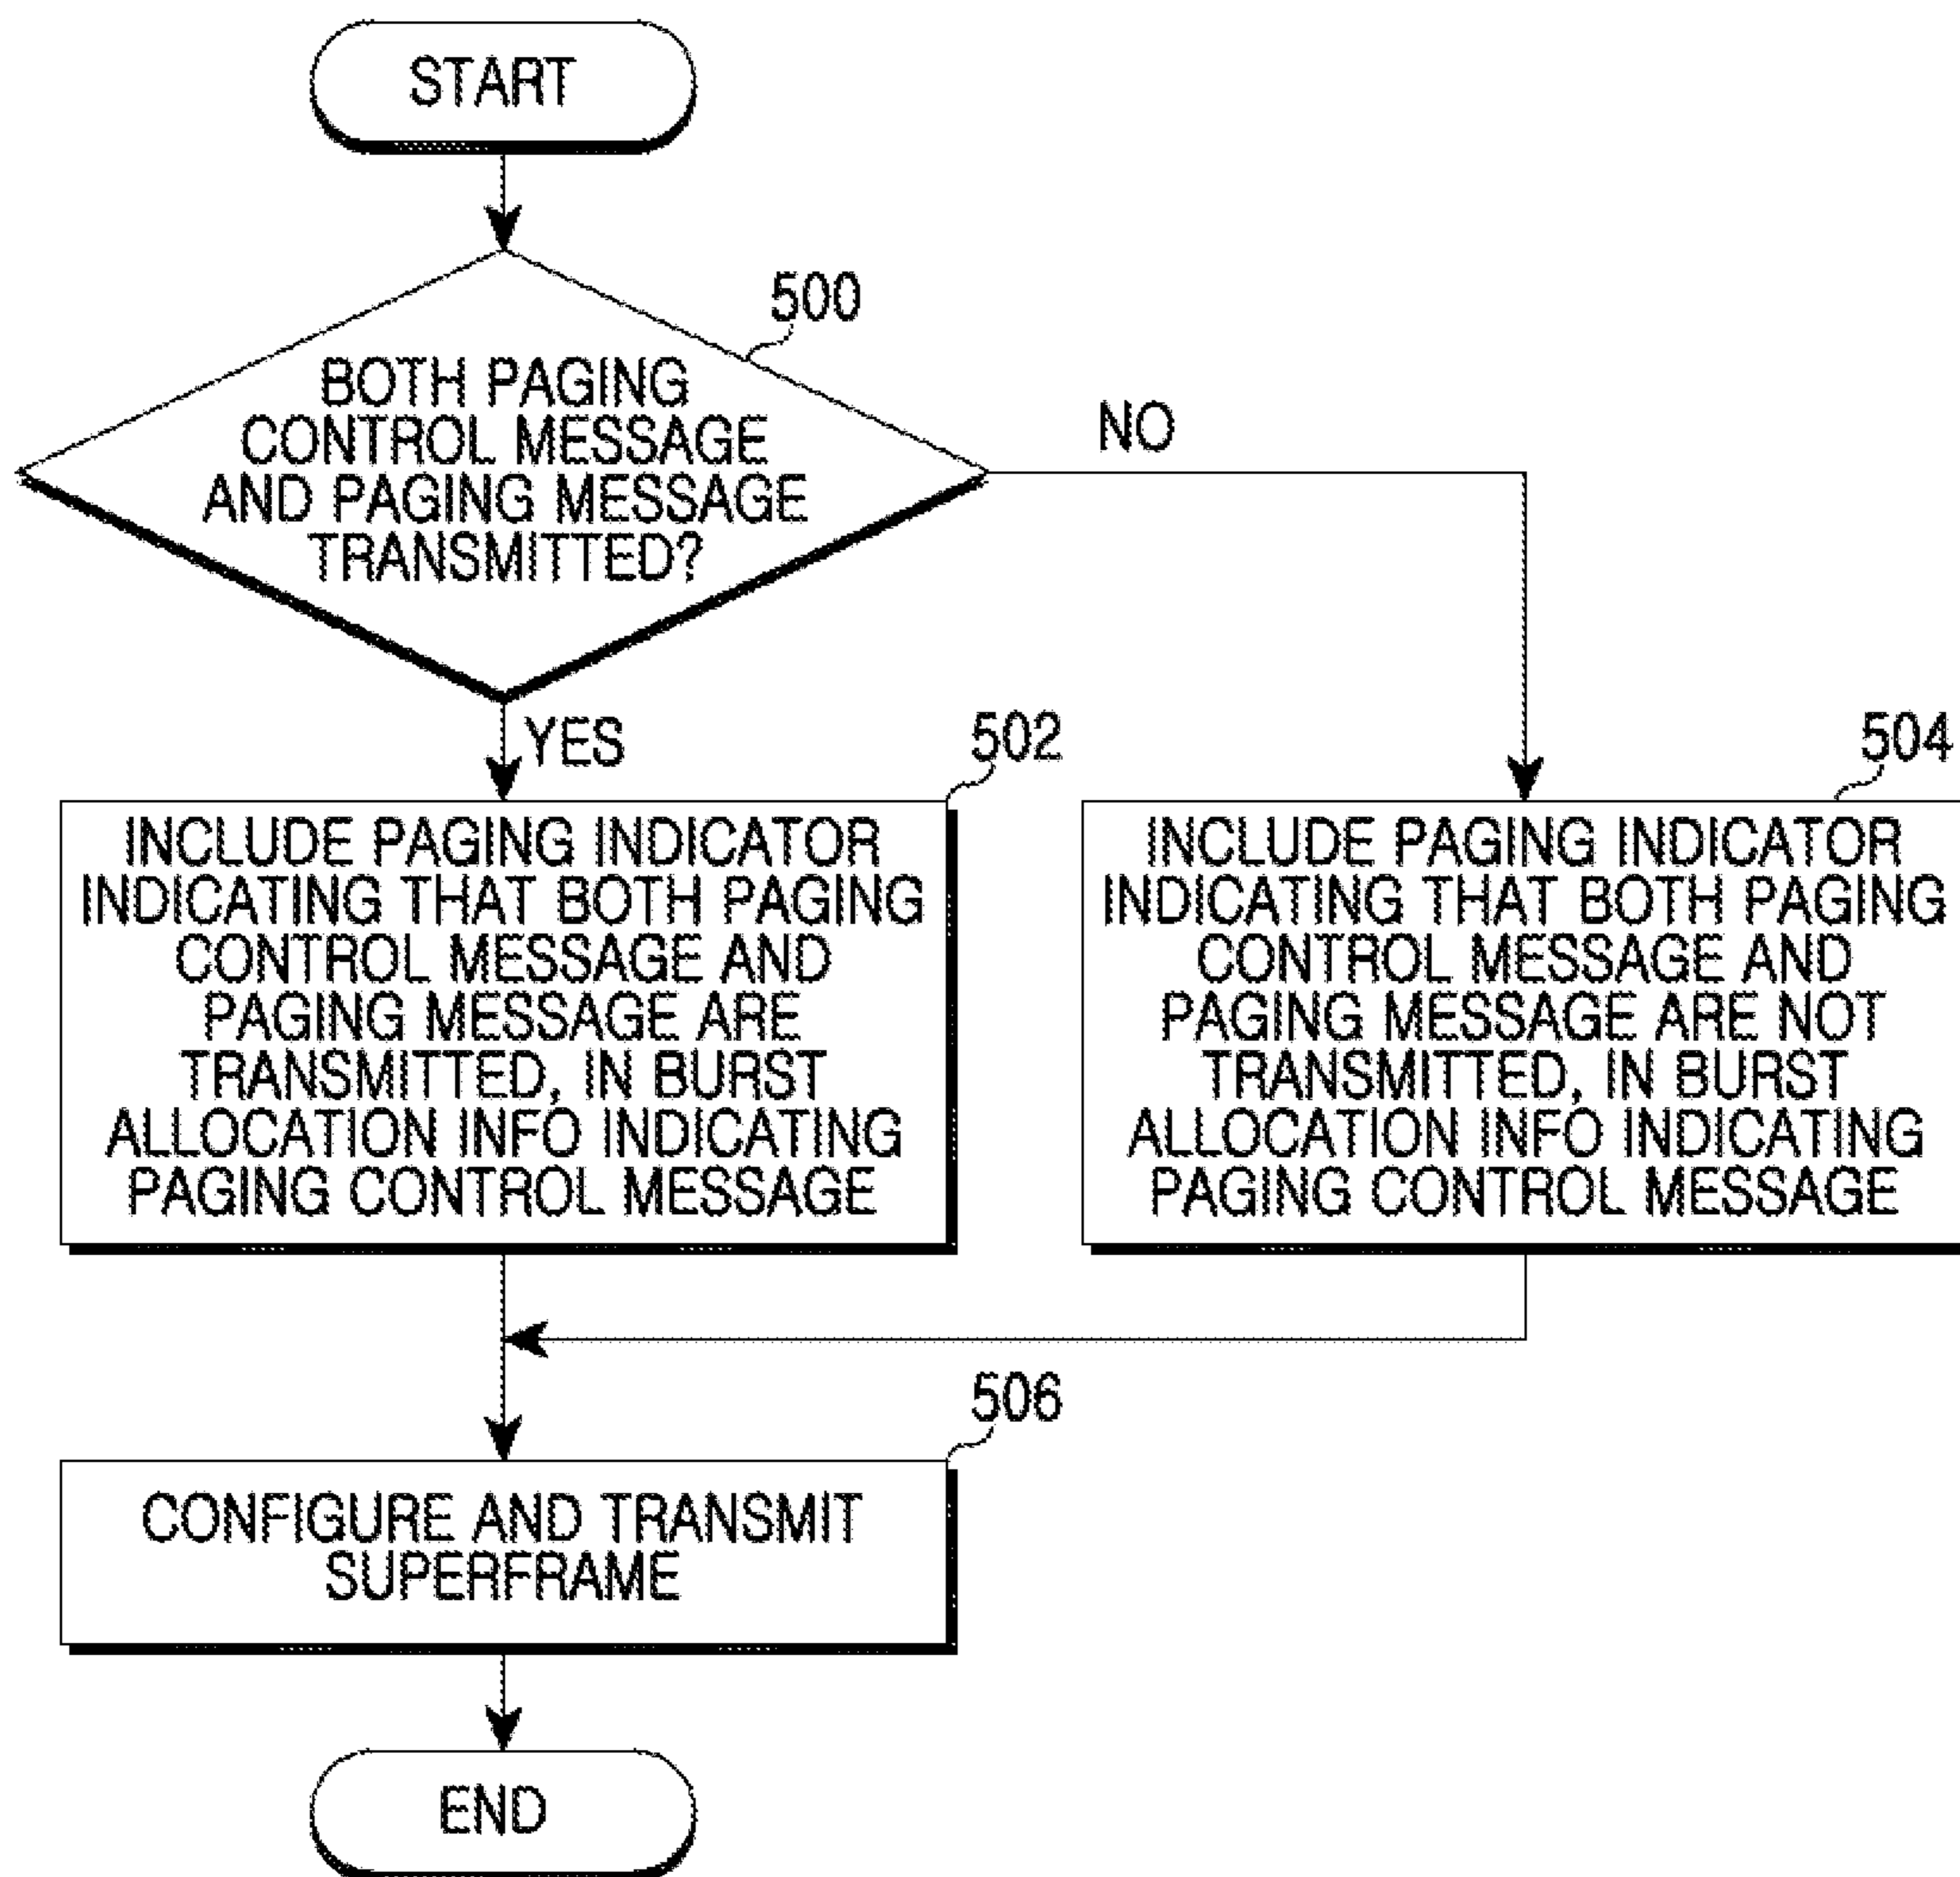 START
500
BOTH PAGING
CONTROL MESSAGE
AND PAGING MESSAGE
TRANSMITTED?
NO
YES
502
INCLUDE PAGING INDICATOR
INDICATING THAT BOTH PAGING
CONTROL MESSAGE AND
PAGING MESSAGE ARE
TRANSMITTED, IN BURST
ALLOCATION INFO INDICATING
PAGING CONTROL MESSAGE
504
INCLUDE PAGING INDICATOR
INDICATING THAT BOTH PAGING
CONTROL MESSAGE AND
PAGING MESSAGE ARE NOT
TRANSMITTED, IN BURST
ALLOCATION INFO INDICATING
PAGING CONTROL MESSAGE
506
CONFIGURE AND TRANSMIT
SUPERFRAME
END